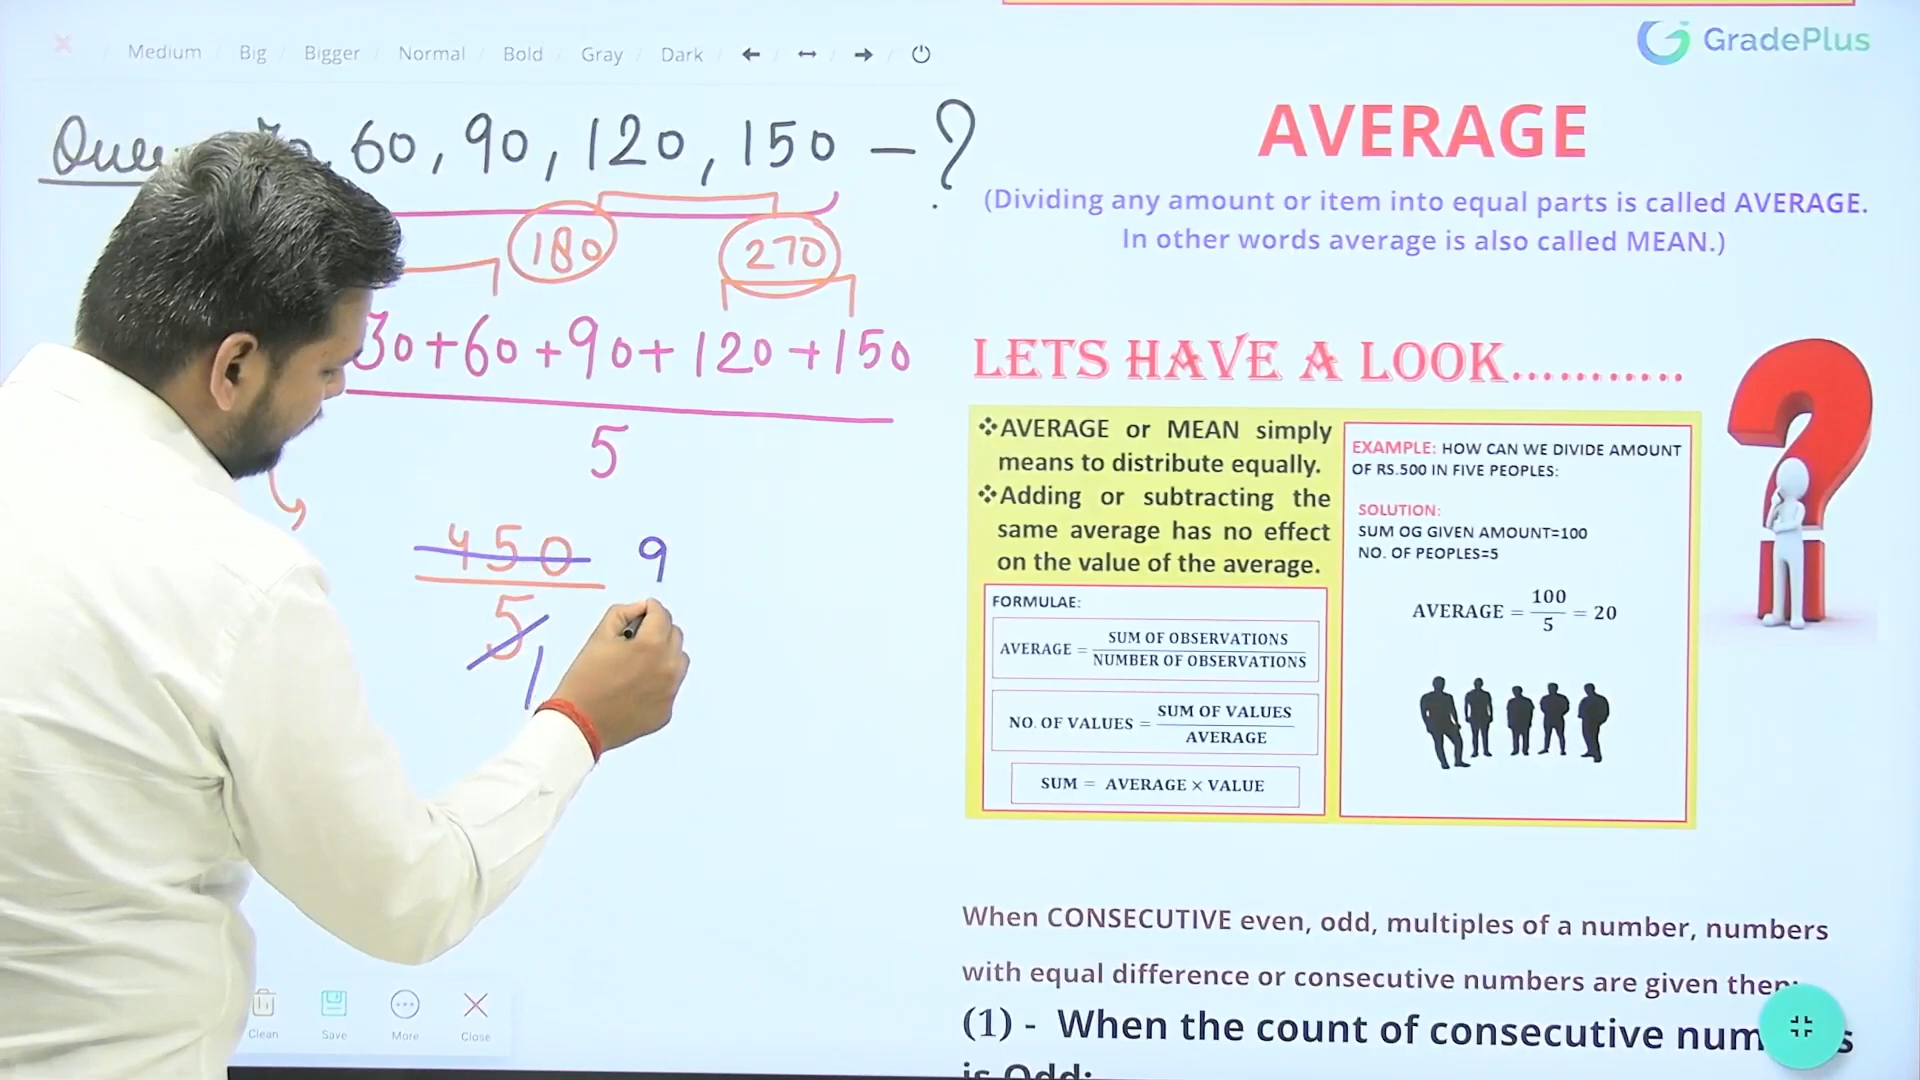 Medium / Big / Bigger / Normal / Bold / Gray / Dark
60, 90, 120, 150 – ?
180
270
30+60+90+120+150
5
450 9
5
1
Clean Save More Close
GradePlus
AVERAGE
(Dividing any amount or item into equal parts is called AVERAGE.
In other words average is also called MEAN.)
LETS HAVE A LOOK...........
❖AVERAGE or MEAN simply
means to distribute equally.
❖Adding or subtracting the
same average has no effect
on the value of the average.
FORMULAE:
AVERAGE = SUM OF OBSERVATIONS
NUMBER OF OBSERVATIONS
NO. OF VALUES = SUM OF VALUES
AVERAGE
SUM = AVERAGE × VALUE
EXAMPLE: HOW CAN WE DIVIDE AMOUNT
OF RS.500 IN FIVE PEOPLES:
SOLUTION:
SUM OG GIVEN AMOUNT=100
NO. OF PEOPLES=5
AVERAGE = 100
5 = 20
When CONSECUTIVE even, odd, multiples of a number, numbers
with equal difference or consecutive numbers are given then:
(1) - When the count of consecutive
is Odd: